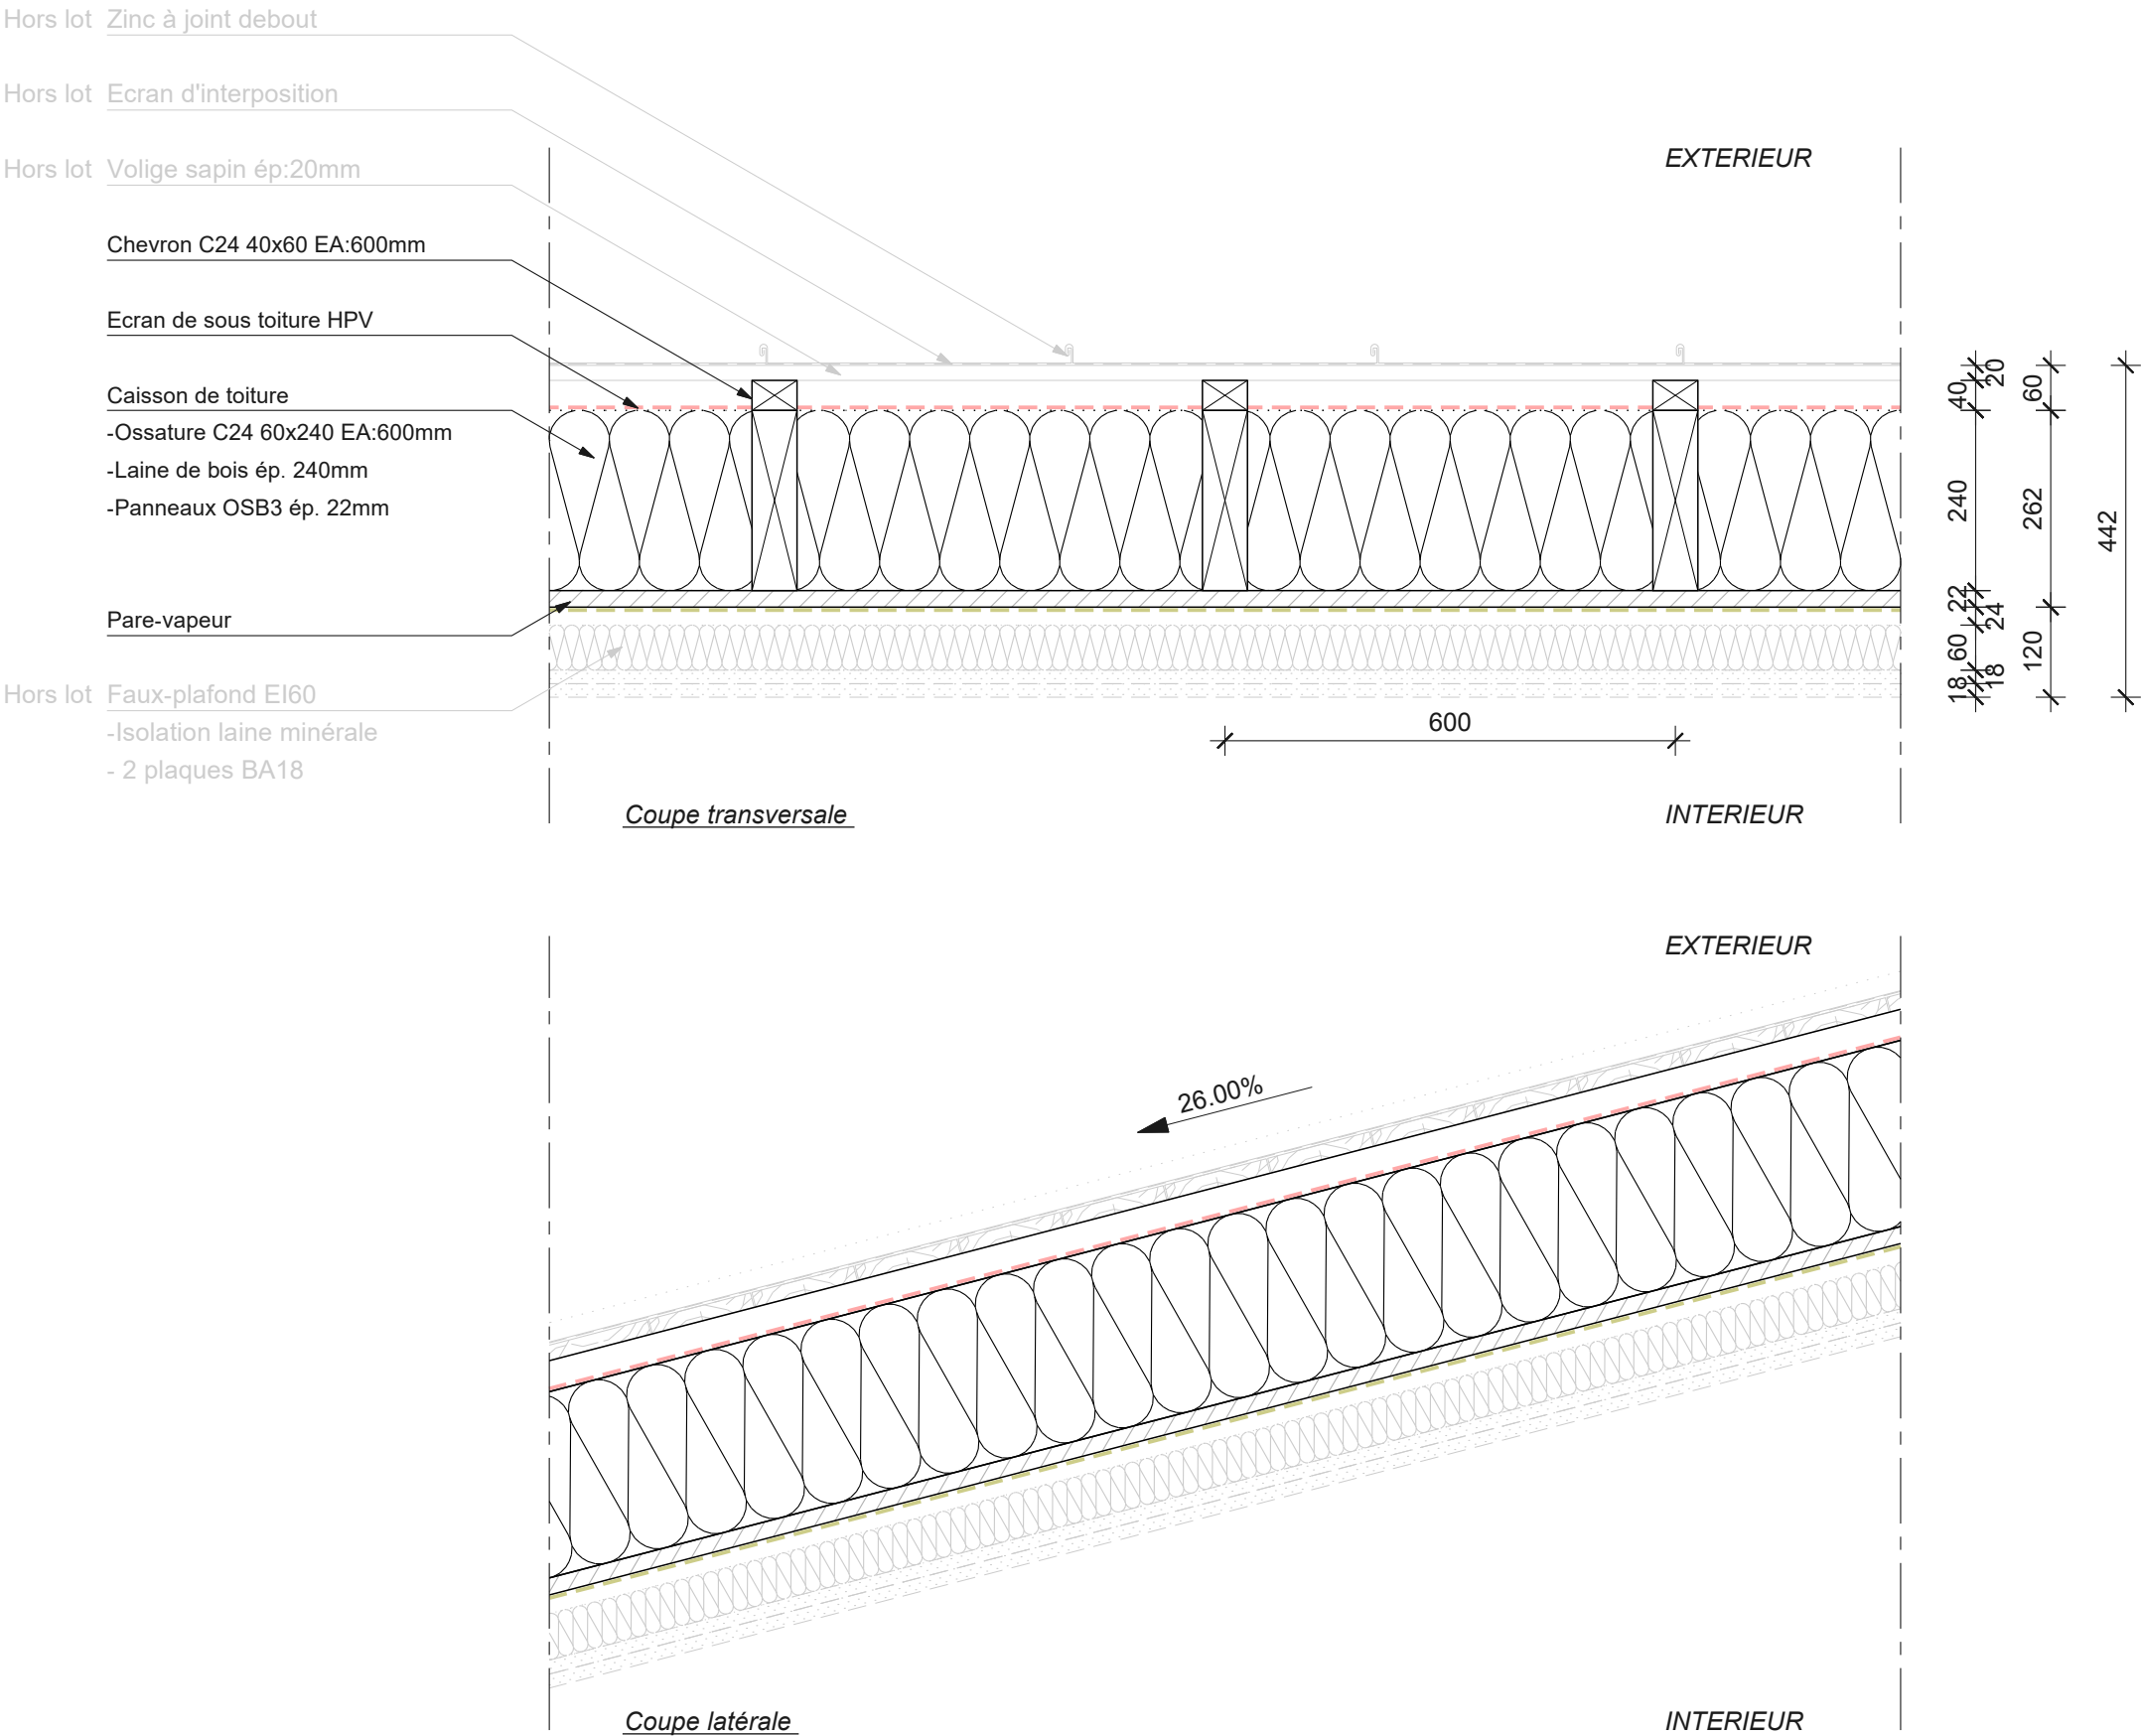 Hors lot Zinc à joint debout
Hors lot Ecran d'interposition
Hors lot Volige sapin ép:20mm
Chevron C24 40x60 EA:600mm
Ecran de sous toiture HPV
Caisson de toiture
-Ossature C24 60x240 EA:600mm
-Laine de bois ép. 240mm
-Panneaux OSB3 ép. 22mm
Pare-vapeur
Hors lot Faux-plafond EI60
-Isolation laine minérale
- 2 plaques BA18
EXTERIEUR
20
40
60
240
262
442
22
24
60
120
18
18
600
Coupe transversale
INTERIEUR
EXTERIEUR
26.00%
Coupe latérale
INTERIEUR